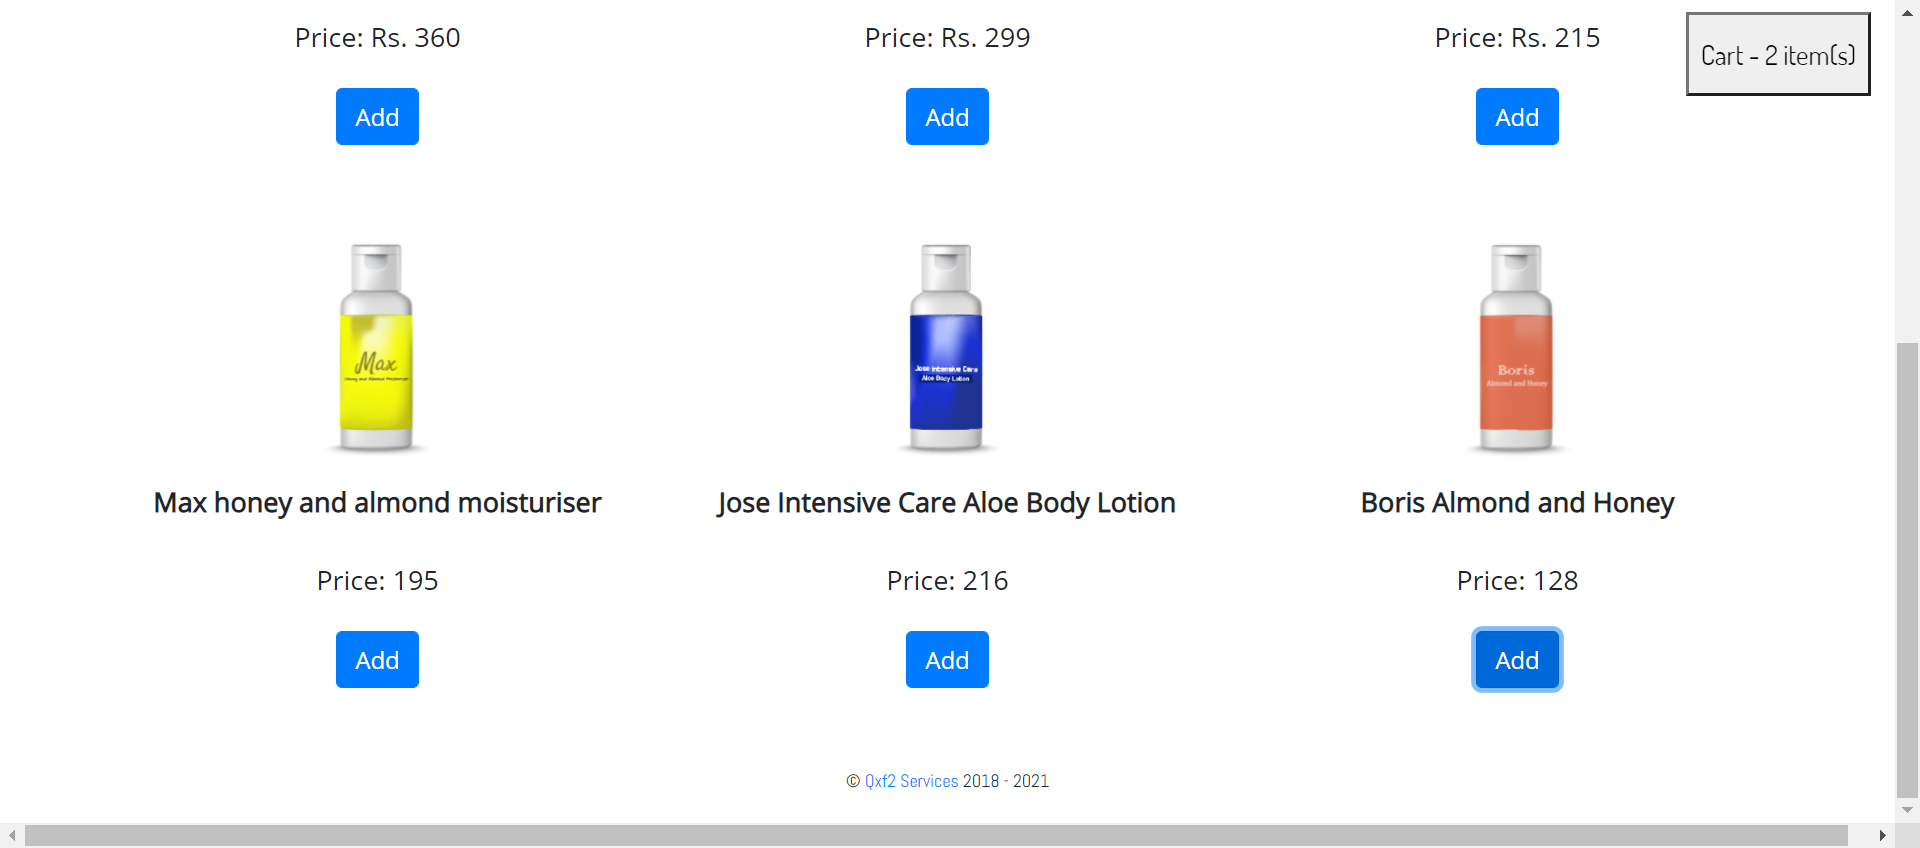 Price: Rs. 360
Price: Rs. 299
Price: Rs. 215
Cart - 2 item(s)
Add
Add
Add
Max
Honey and Almond Moisturiser
Jose Intensive Care
Aloe Body Lotion
Boris
Almond and Honey
Max honey and almond moisturiser
Jose Intensive Care Aloe Body Lotion
Boris Almond and Honey
Price: 195
Price: 216
Price: 128
Add
Add
Add
© Qxf2 Services 2018 - 2021